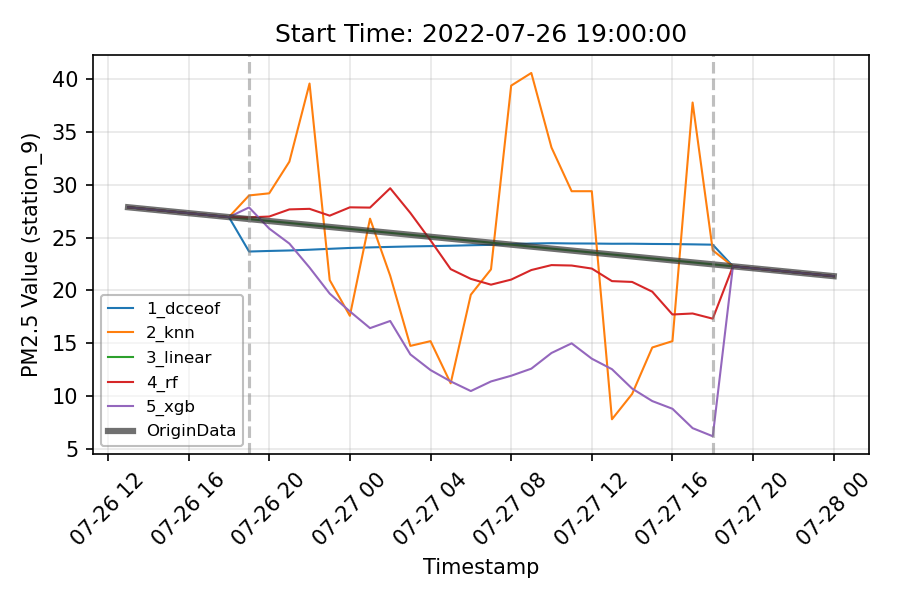 Start Time: 2022-07-26 19:00:00
PM2.5 Value (station_9)
40
35
30
25
20
15
10
5
1_dcceof
2_knn
3_linear
4_rf
5_xgb
OriginData
07-26 12
07-26 16
07-26 20
07-27 00
07-27 04
07-27 08
07-27 12
07-27 16
07-27 20
07-28 00
Timestamp